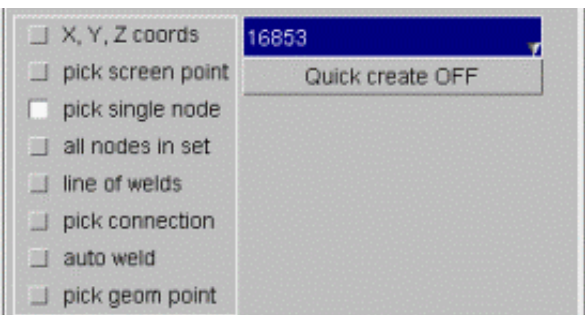 X, Y, Z coords
16853
pick screen point
Quick create OFF
pick single node
all nodes in set
line of welds
pick connection
auto weld
pick geom point